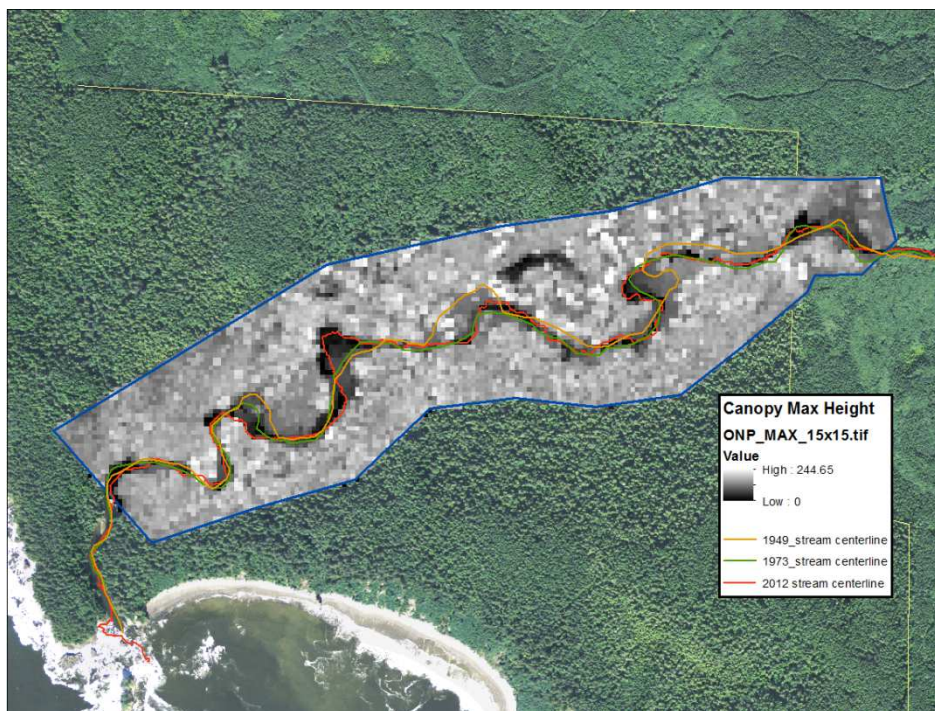 Canopy Max Height
ONP_MAX_15x15.tif
Value
High : 244.65
Low : 0
1949_stream centerline
1973_stream centerline
2012 stream centerline